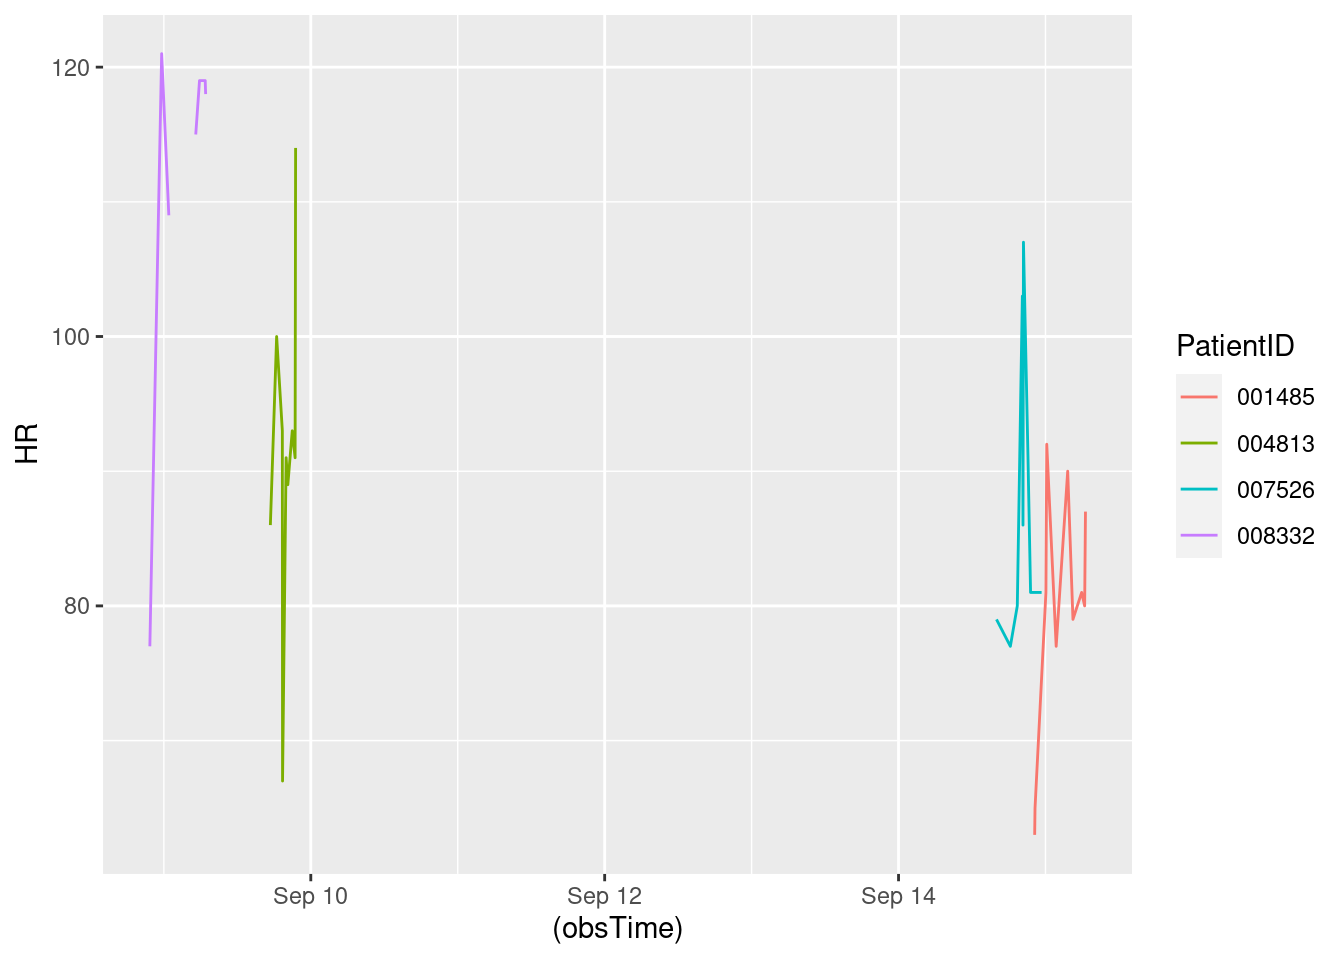 120
100
80
HR
Sep 10
Sep 12
Sep 14
(obsTime)
PatientID
001485
004813
007526
008332